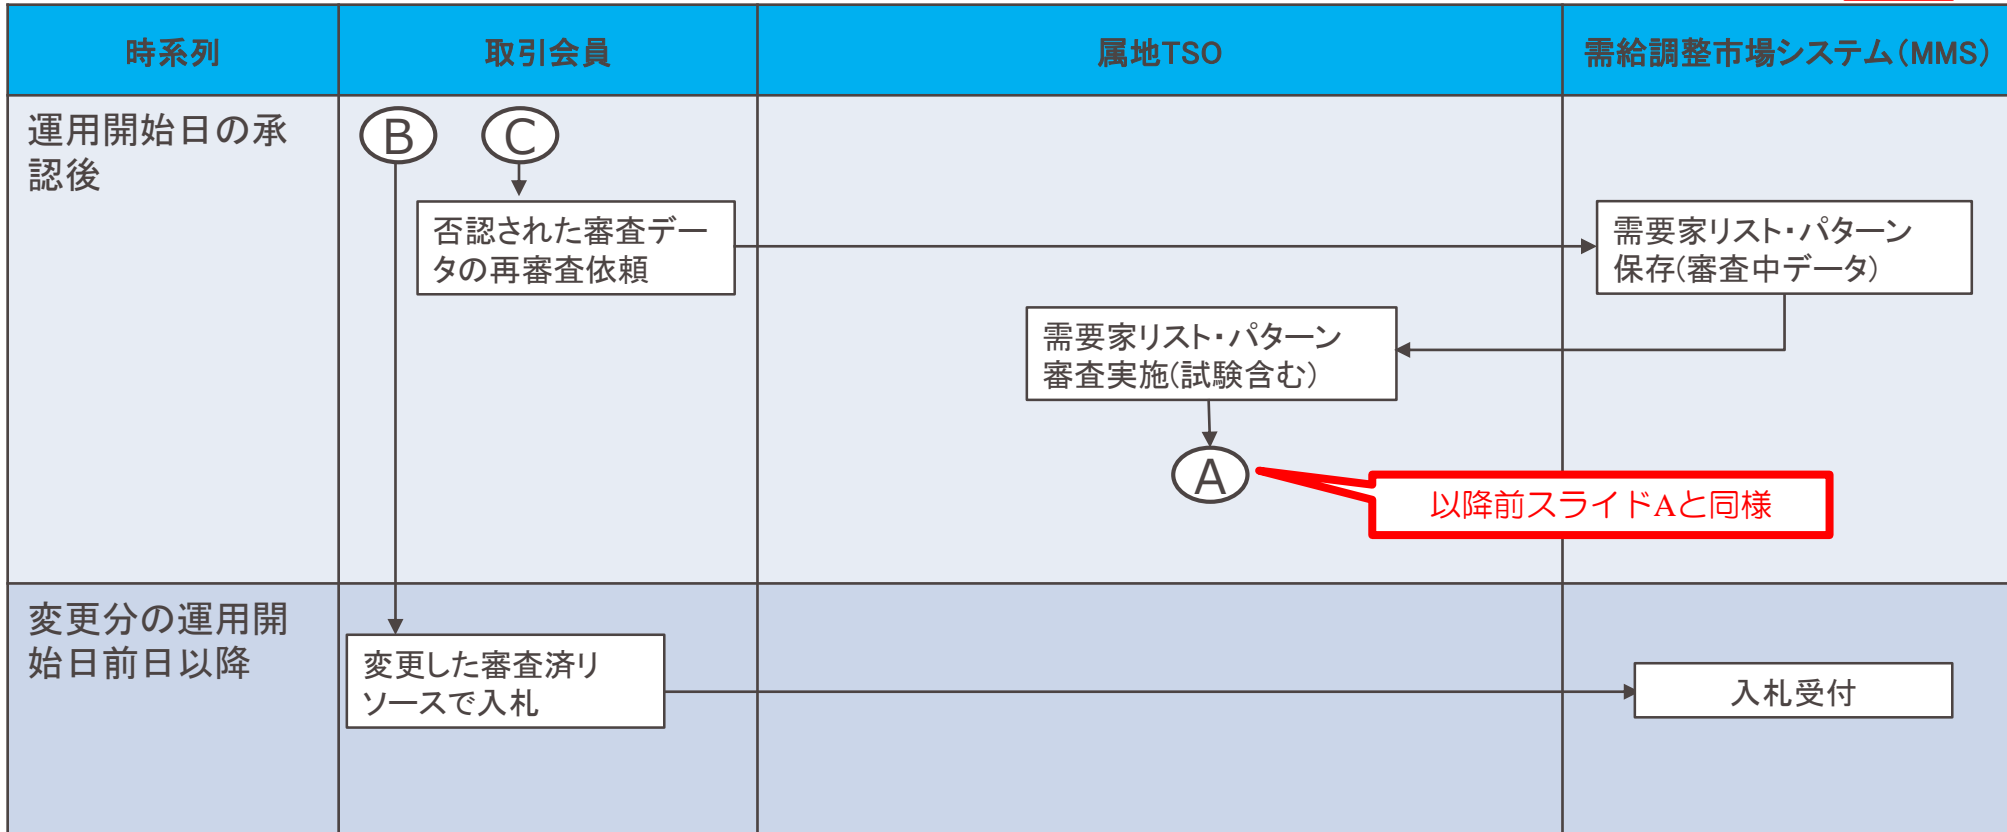 時系列
取引会員
属地TSO
需給調整市場システム(MMS)
運用開始日の承
認後
B
C
否認された審査デー
タの再審査依頼
需要家リスト・パターン
保存(審査中データ)
需要家リスト・パターン
審査実施(試験含む)
A
以降前スライドAと同様
変更分の運用開
始日前日以降
変更した審査済リ
ソースで入札
入札受付